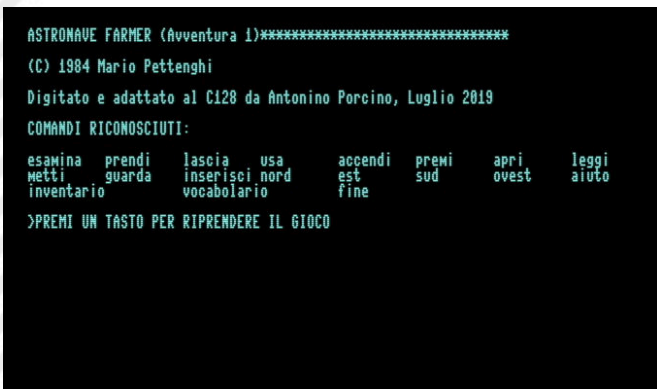 ASTRONAVE FARMER (Avventura 1)********************************
(C) 1984 Mario Pettenghi
Digitato e adattato al C128 da Antonino Porcino, Luglio 2019
COMANDI RICONOSCIUTI:
esamina prendi lascia usa accendi premi apri leggi
metti guarda inserisci nord est sud ovest aiuto
inventario vocabolario fine
>PREMI UN TASTO PER RIPRENDERE IL GIOCO